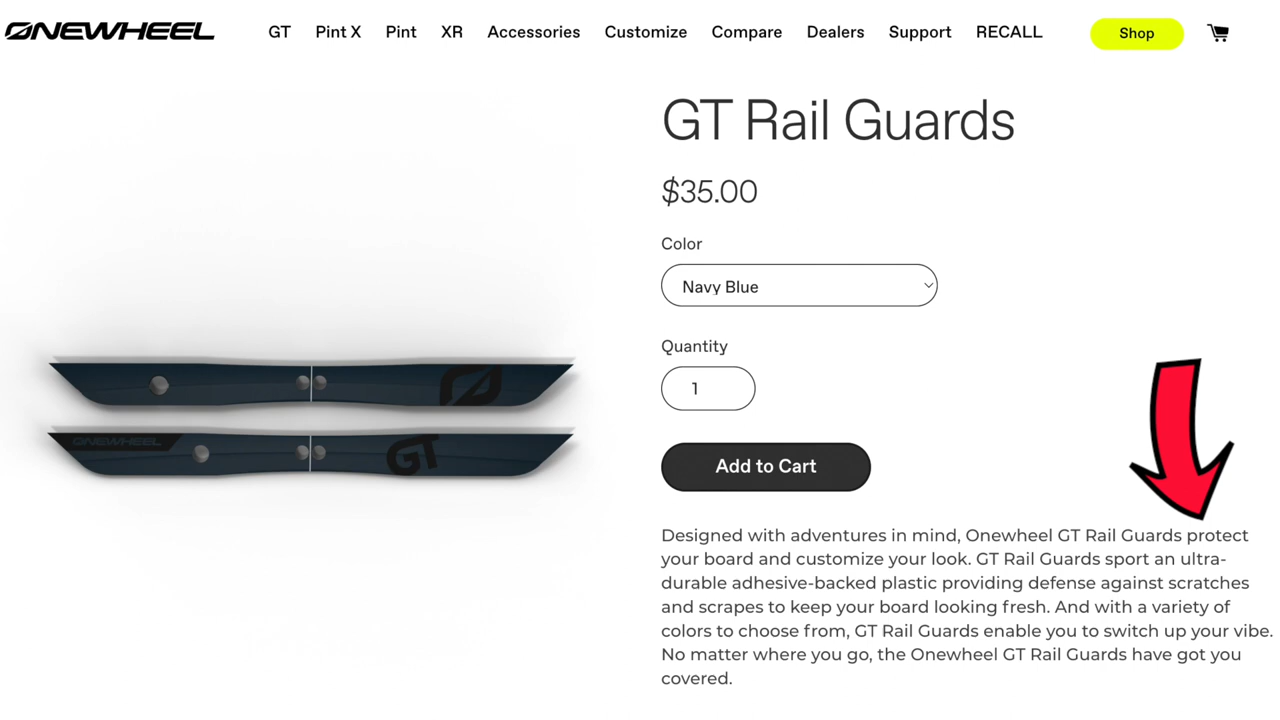 ONEWHEEL GT Pint X Pint XR Accessories Customize Compare Dealers Support RECALL Shop
GT Rail Guards
$35.00
Color
Navy Blue
Quantity
1
Add to Cart
ONEWHEEL GT
Designed with adventures in mind, Onewheel GT Rail Guards protect
your board and customize your look. GT Rail Guards sport an ultra-
durable adhesive-backed plastic providing defense against scratches
and scrapes to keep your board looking fresh. And with a variety of
colors to choose from, GT Rail Guards enable you to switch up your vibe.
No matter where you go, the Onewheel GT Rail Guards have got you
covered.